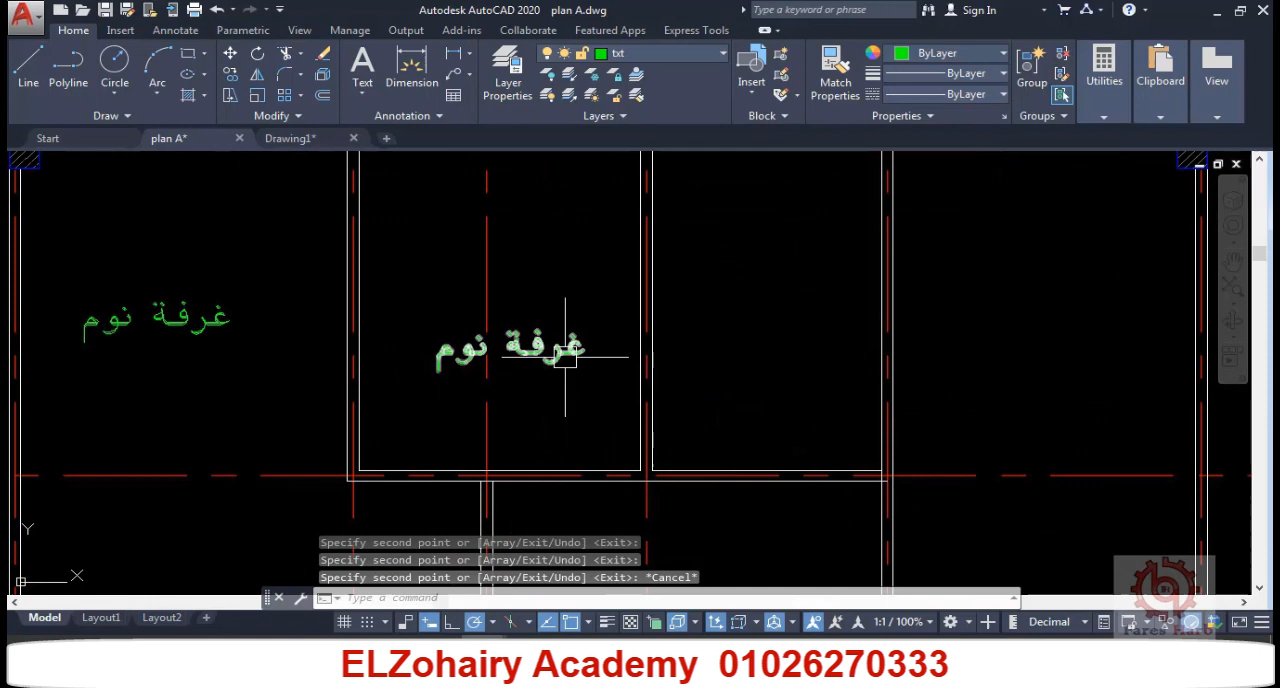 Autodesk AutoCAD 2020 plan A.dwg
Type a keyword or phrase
Sign In
Home Insert Annotate Parametric View Manage Output Add-ins Collaborate Featured Apps Express Tools
Line Polyline Circle Arc
Text Dimension
Layer Properties
txt
Insert
Match Properties
ByLayer
ByLayer
ByLayer
Group
Utilities
Clipboard
View
Draw Modify Annotation Layers Block Properties Groups
Start plan A* Drawing1*
غرفة نوم
غرفة نوم
Y
X
Specify second point or [Array/Exit/Undo] <Exit>:
Specify second point or [Array/Exit/Undo] <Exit>:
Specify second point or [Array/Exit/Undo] <Exit>: *Cancel*
Type a command
Model Layout1 Layout2
1:1 / 100%
Decimal
Fares Harb
ELZohairy Academy 01026270333